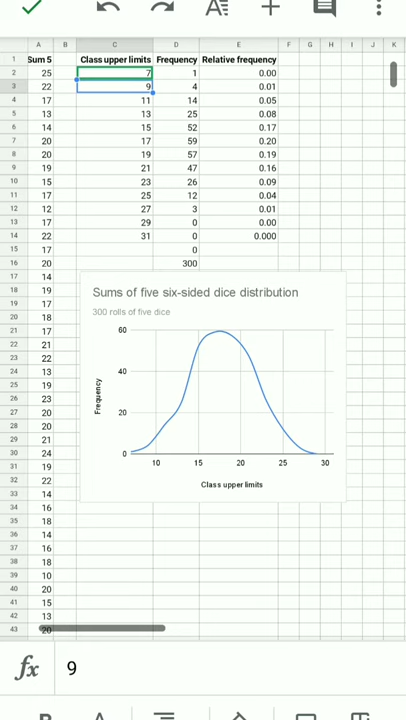 A B C D E F G H I J K
1 Sum 5 Class upper limits Frequency Relative frequency
2 25 7 1 0.00
3 22 9 4 0.01
4 17 11 14 0.05
5 13 13 25 0.08
6 14 15 52 0.17
7 20 17 59 0.20
8 20 19 57 0.19
9 19 21 47 0.16
10 15 23 26 0.09
11 17 25 12 0.04
12 12 27 3 0.01
13 17 29 0 0.00
14 22 31 0 0.000
15 17 0
16 20 300
17 14
18 19
19 17
20 18
21 17
22 21
23 22
24 13
25 19
26 23
27 20
28 20
29 21
30 24
31 19
32 22
33 14
34 16
35 18
36 14
37 16
38 18
39 10
40 20
41 15
42 13
43 20
Sums of five six-sided dice distribution
300 rolls of five dice
60
40
20
0
Frequency
10 15 20 25 30
Class upper limits
fx 9